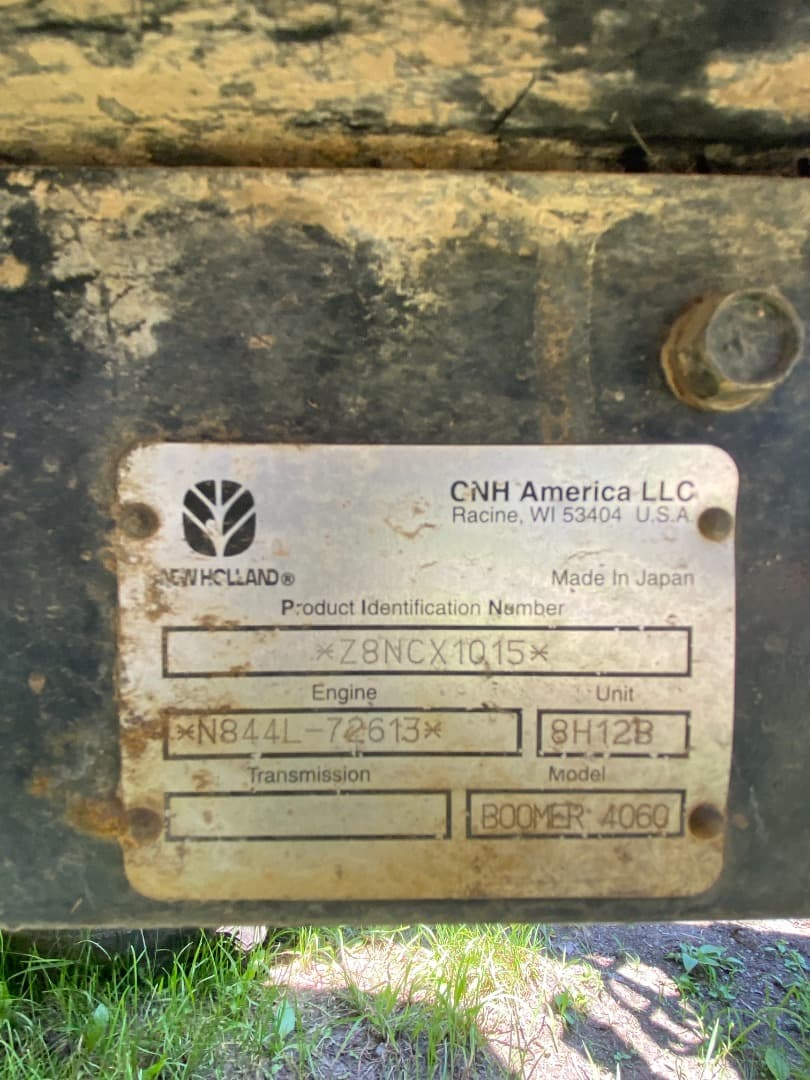 CNH America LLC
Racine, WI 53404 U.S.A.
NEW HOLLAND®
Made In Japan
Product Identification Number
*Z8NCX1015*
Engine
Unit
*N844L-72613*
8H12B
Transmission
Model
BOOMER 4060